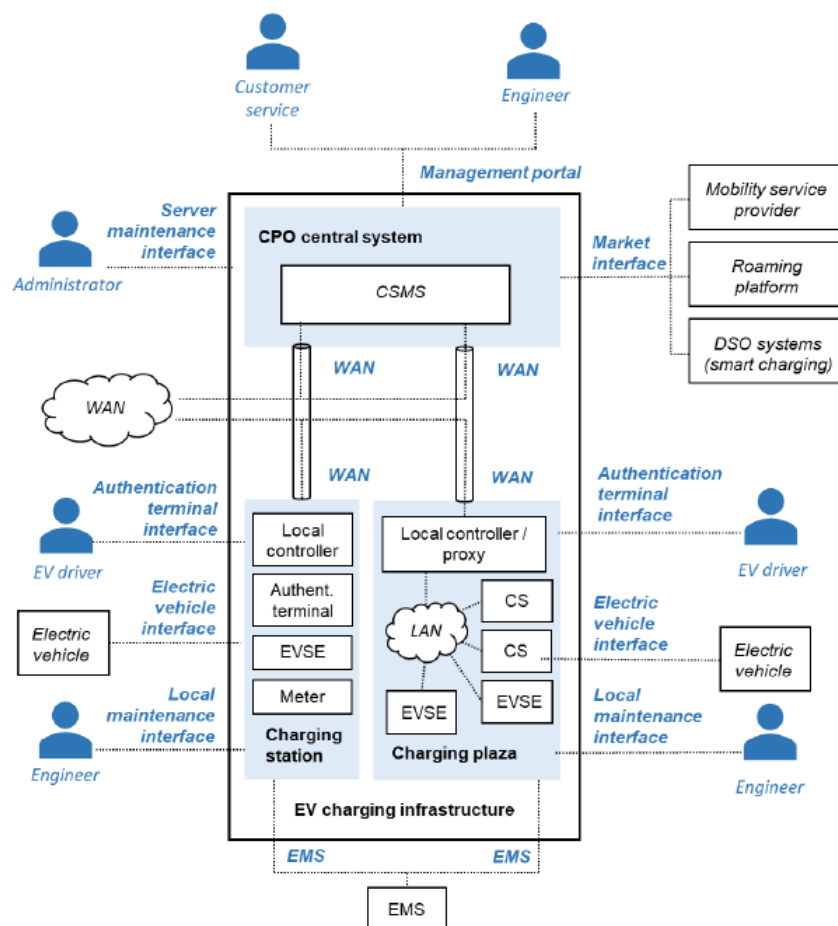 Customer
service
Engineer
Management portal
Server
maintenance
interface
Administrator
CPO central system
CSMS
Market
interface
Mobility service
provider
Roaming
platform
DSO systems
(smart charging)
WAN
WAN
WAN
WAN
WAN
Authentication
terminal
interface
EV driver
Local
controller
Local controller /
proxy
Authentication
terminal
interface
EV driver
Electric
vehicle
interface
Electric
vehicle
Authent.
terminal
EVSE
Meter
LAN
CS
CS
EVSE
EVSE
Electric
vehicle
interface
Electric
vehicle
Local
maintenance
interface
Engineer
Charging
station
Charging plaza
Local
maintenance
interface
Engineer
EV charging infrastructure
EMS
EMS
EMS